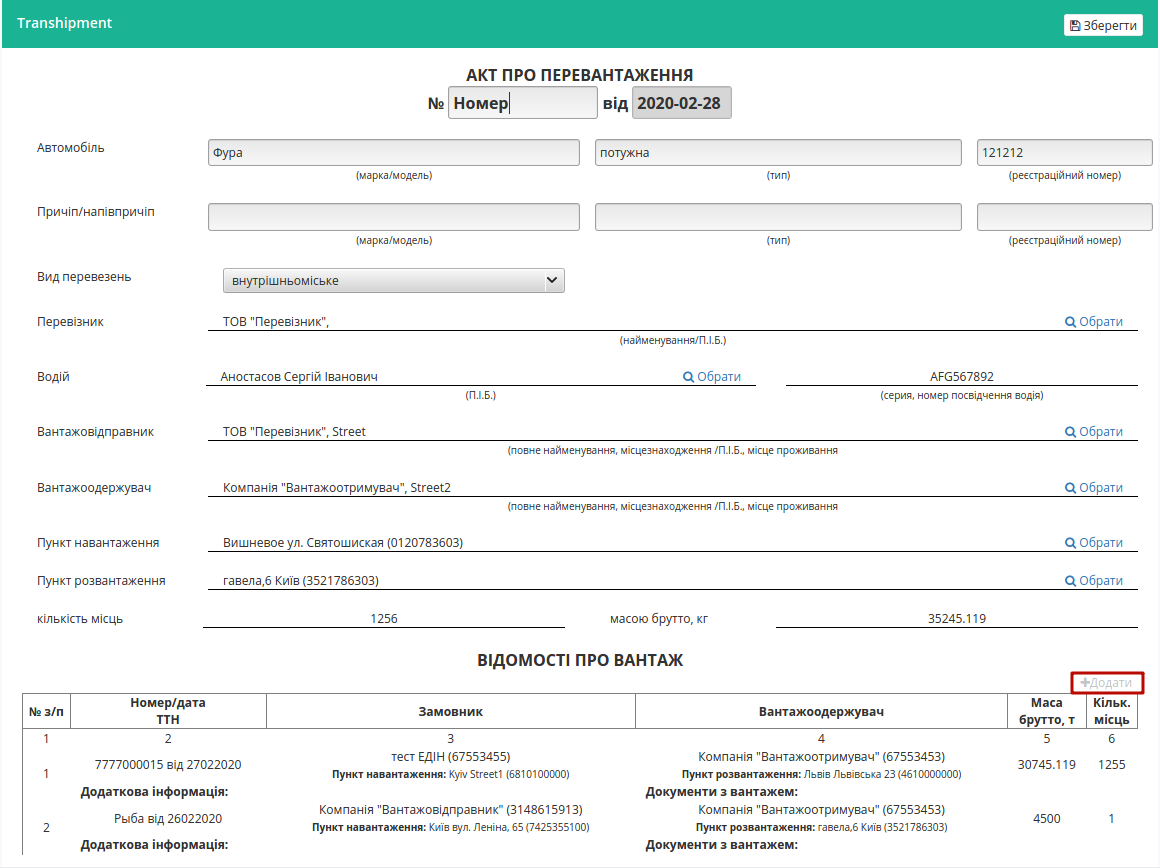 Transhipment
Зберегти
АКТ ПРО ПЕРЕВАНТАЖЕННЯ
№ Номер від 2020-02-28
Автомобіль Фура потужна 121212
(марка/модель) (тип) (реєстраційний номер)
Причіп/напівпричіп
(марка/модель) (тип) (реєстраційний номер)
Вид перевезень внутрішньоміське
Перевізник ТОВ "Перевізник", Обрати
(найменування/П.І.Б.)
Водій Аностасов Сергій Іванович Обрати AFG567892
(П.І.Б.) (серия, номер посвідчення водія)
Вантажовідправник ТОВ "Перевізник", Street Обрати
(повне найменування, місцезнаходження /П.І.Б., місце проживання
Вантажоодержувач Компанія "Вантажоотримувач", Street2 Обрати
(повне найменування, місцезнаходження /П.І.Б., місце проживання
Пункт навантаження Вишневое ул. Святошиская (0120783603) Обрати
Пункт розвантаження гавела,6 Київ (3521786303) Обрати
кількість місць 1256 масою брутто, кг 35245.119
ВІДОМОСТІ ПРО ВАНТАЖ
+Додати
№ з/п Номер/дата ТТН Замовник Вантажоодержувач Маса брутто, т Кільк. місць
1 2 3 4 5 6
1 7777000015 від 27022020 тест ЕДІН (67553455) Компанія "Вантажоотримувач" (67553453) 30745.119 1255
Пункт навантаження: Kyiv Street1 (6810100000) Пункт розвантаження: Львів Львівська 23 (4610000000)
Додаткова інформація: Документи з вантажем:
2 Рыба від 26022020 Компанія "Вантажовідправник" (3148615913) Компанія "Вантажоотримувач" (67553453) 4500 1
Пункт навантаження: Київ вул. Леніна, 65 (7425355100) Пункт розвантаження: гавела,6 Київ (3521786303)
Додаткова інформація: Документи з вантажем: